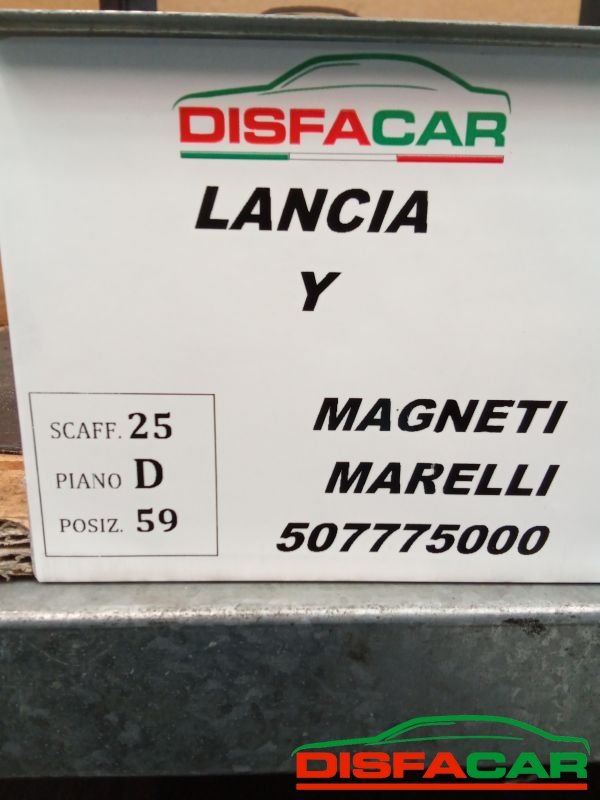 DISFACAR
LANCIA
Y
MAGNETI
MARELLI
507775000
SCAFF. 25
PIANO D
POSIZ. 59
DISFACAR